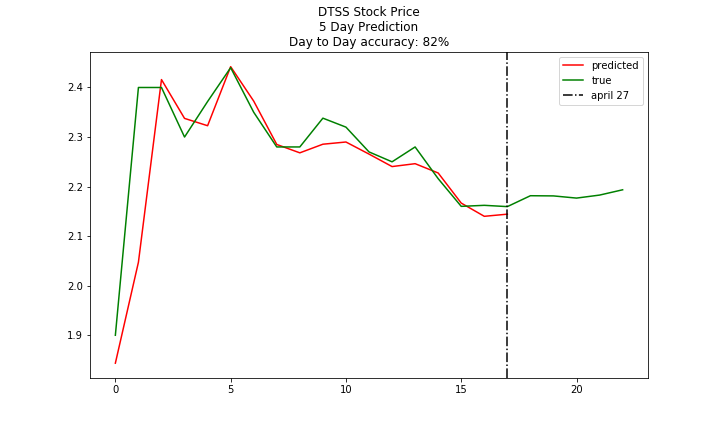 DTSS Stock Price
5 Day Prediction
Day to Day accuracy: 82%
predicted
true
april 27
2.4
2.3
2.2
2.1
2.0
1.9
0 5 10 15 20